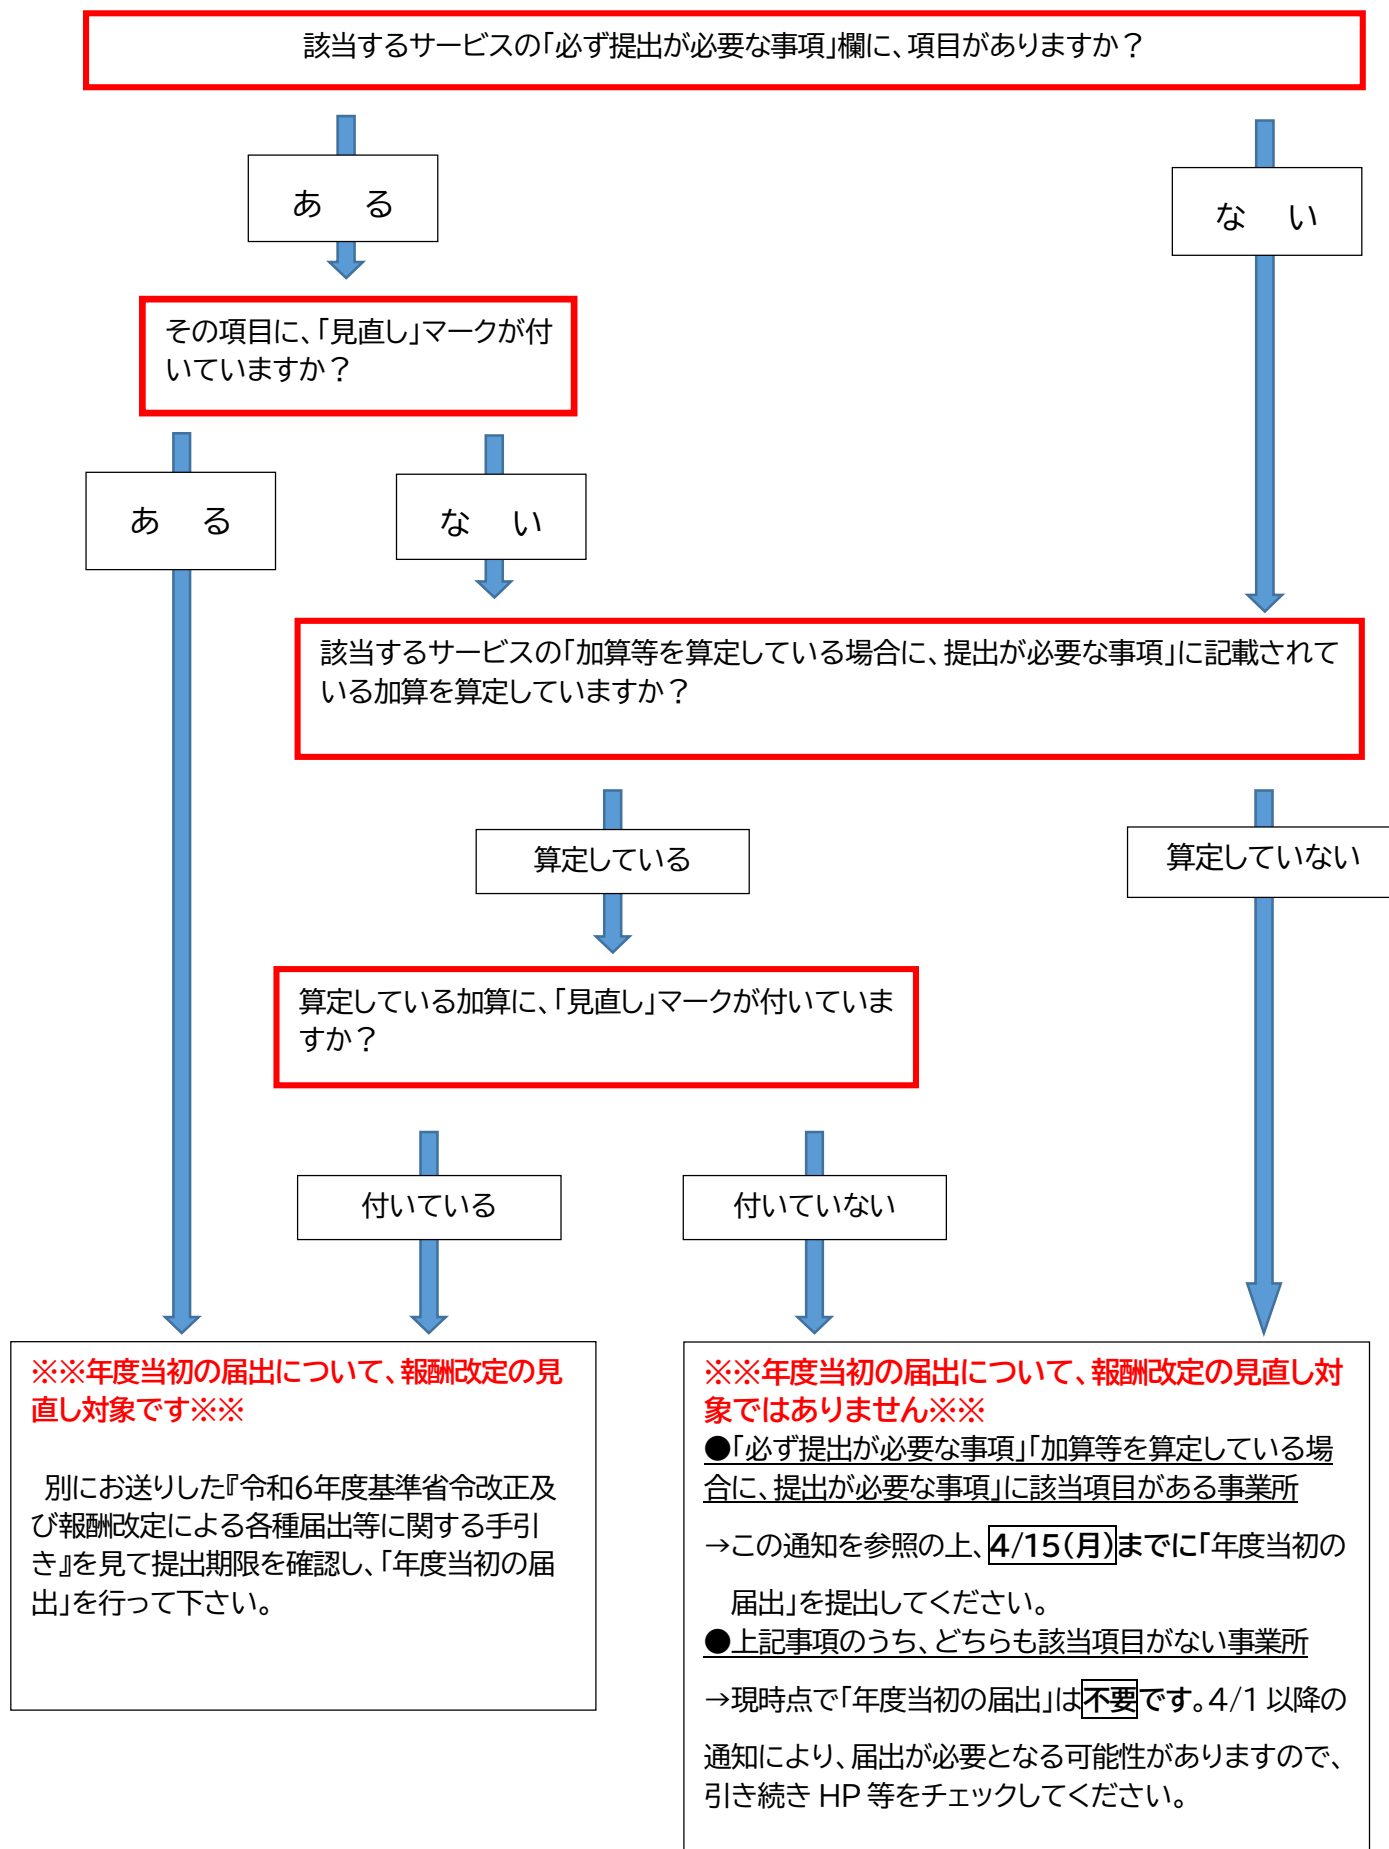 該当するサービスの「必ず提出が必要な事項」欄に、項目がありますか？
あ　る
な　い
その項目に、「見直し」マークが付
いていますか？
あ　る
な　い
該当するサービスの「加算等を算定している場合に、提出が必要な事項」に記載されて
いる加算を算定していますか？
算定している
算定していない
算定している加算に、「見直し」マークが付いていま
すか？
付いている
付いていない
※※年度当初の届出について、報酬改定の見
直し対象です※※
別にお送りした『令和6年度基準省令改正及
び報酬改定による各種届出等に関する手引
き』を見て提出期限を確認し、「年度当初の届
出」を行って下さい。
※※年度当初の届出について、報酬改定の見直し対
象ではありません※※
●「必ず提出が必要な事項」「加算等を算定している場
合に、提出が必要な事項」に該当項目がある事業所
→この通知を参照の上、4/15(月)までに「年度当初の
届出」を提出してください。
●上記事項のうち、どちらも該当項目がない事業所
→現時点で「年度当初の届出」は不要です。4/1 以降の
通知により、届出が必要となる可能性がありますので、
引き続き HP 等をチェックしてください。